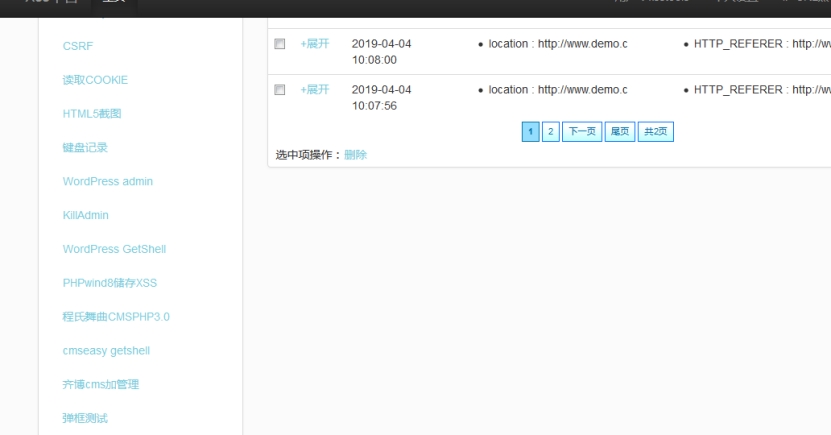 CSRF
读取COOKIE
HTML5截图
键盘记录
WordPress admin
KillAdmin
WordPress GetShell
PHPwind8储存XSS
程氏舞曲CMSPHP3.0
cmseasy getshell
齐博cms加管理
弹框测试
+展开 2019-04-04 • location : http://www.demo.c • HTTP_REFERER : http://ww
10:08:00
+展开 2019-04-04 • location : http://www.demo.c • HTTP_REFERER : http://ww
10:07:56
1 2 下一页 尾页 共2页
选中项操作：删除